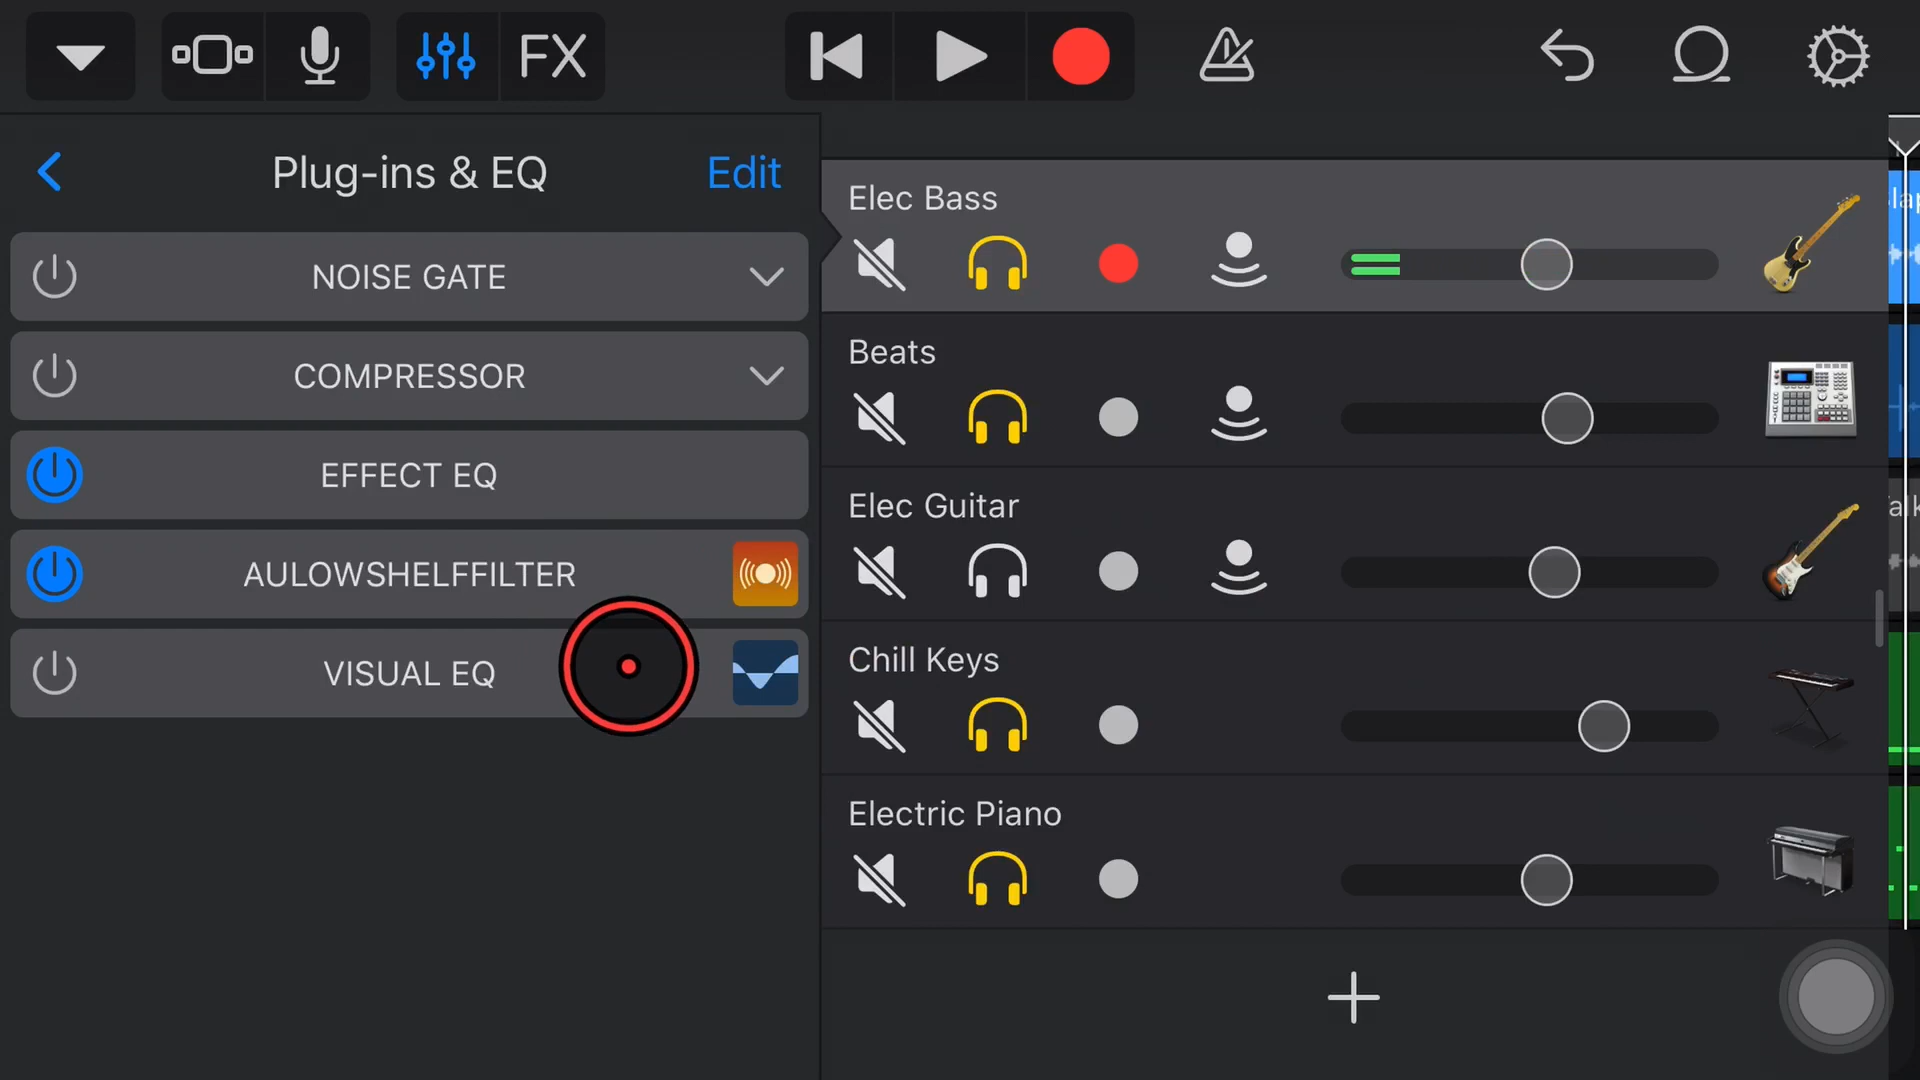 FX
Plug-ins & EQ
Edit
NOISE GATE
COMPRESSOR
EFFECT EQ
AULOWSHELFFILTER
VISUAL EQ
Elec Bass
Beats
Elec Guitar
Chill Keys
Electric Piano